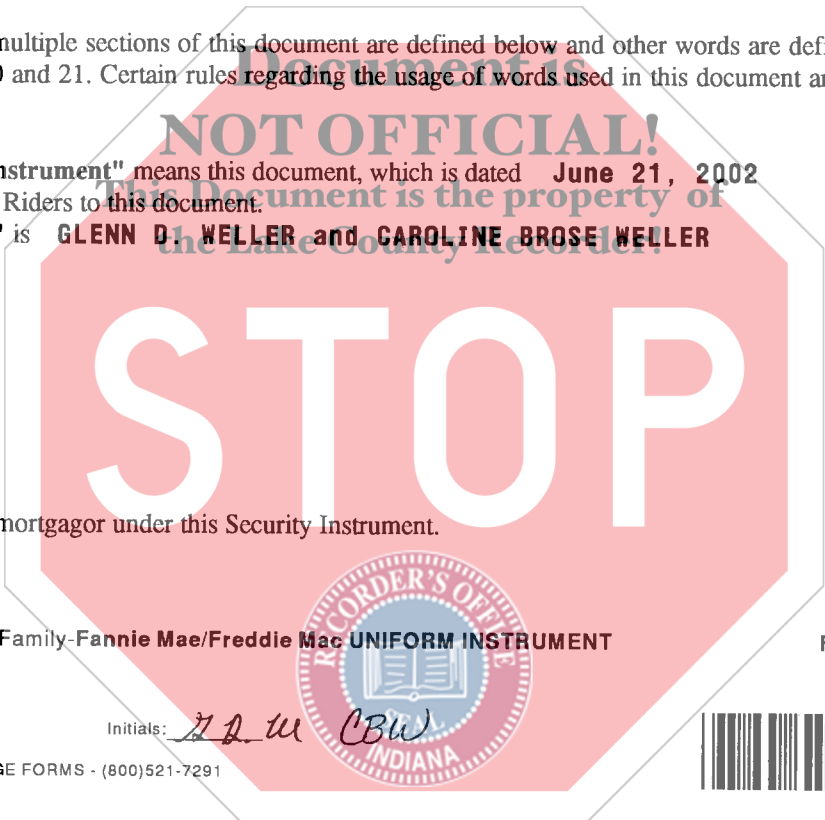 multiple sections of this document are defined below and other words are defi
Document is
and 21. Certain rules regarding the usage of words used in this document ar
NOT OFFICIAL!
nstrument" means this document, which is dated June 21, 2002
This Document is the property of
Riders to this document.
" is GLENN D. WELLER and CAROLINE BROSE WELLER
the Lake County Recorder!
STOP
mortgagor under this Security Instrument.
RECORDER'S OFFICE
Family-Fannie Mae/Freddie Mac UNIFORM INSTRUMENT
Initials: GDW CBW
SEAL
INDIANA
GE FORMS - (800)521-7291